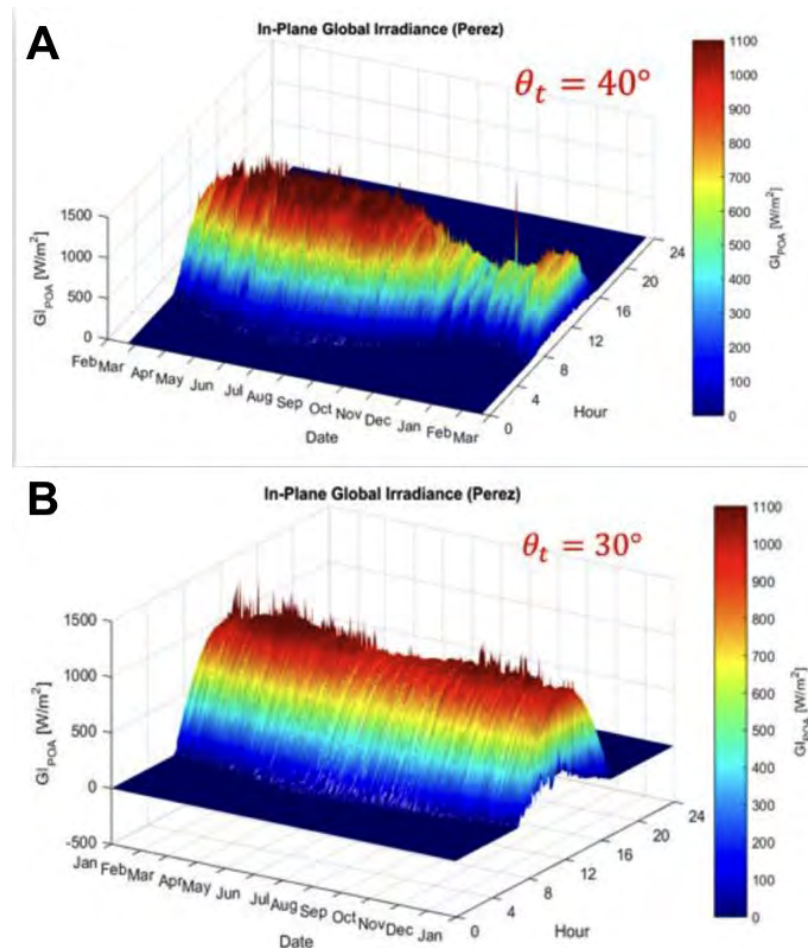 A
In-Plane Global Irradiance (Perez)
θt = 40°
1100
1000
900
800
700
600
500
400
300
200
100
0
GIPOA [W/m²]
1500
1000
500
0
GIPOA [W/m²]
Feb Mar Apr May Jun Jul Aug Sep Oct Nov Dec Jan Feb Mar
Date
0 4 8 12 16 20 24
Hour
B
In-Plane Global Irradiance (Perez)
θt = 30°
1100
1000
900
800
700
600
500
400
300
200
100
0
GIPOA [W/m²]
1500
1000
500
0
-500
GIPOA [W/m²]
Jan Feb Mar Apr May Jun Jul Aug Sep Oct Nov Dec Jan
Date
0 4 8 12 16 20 24
Hour